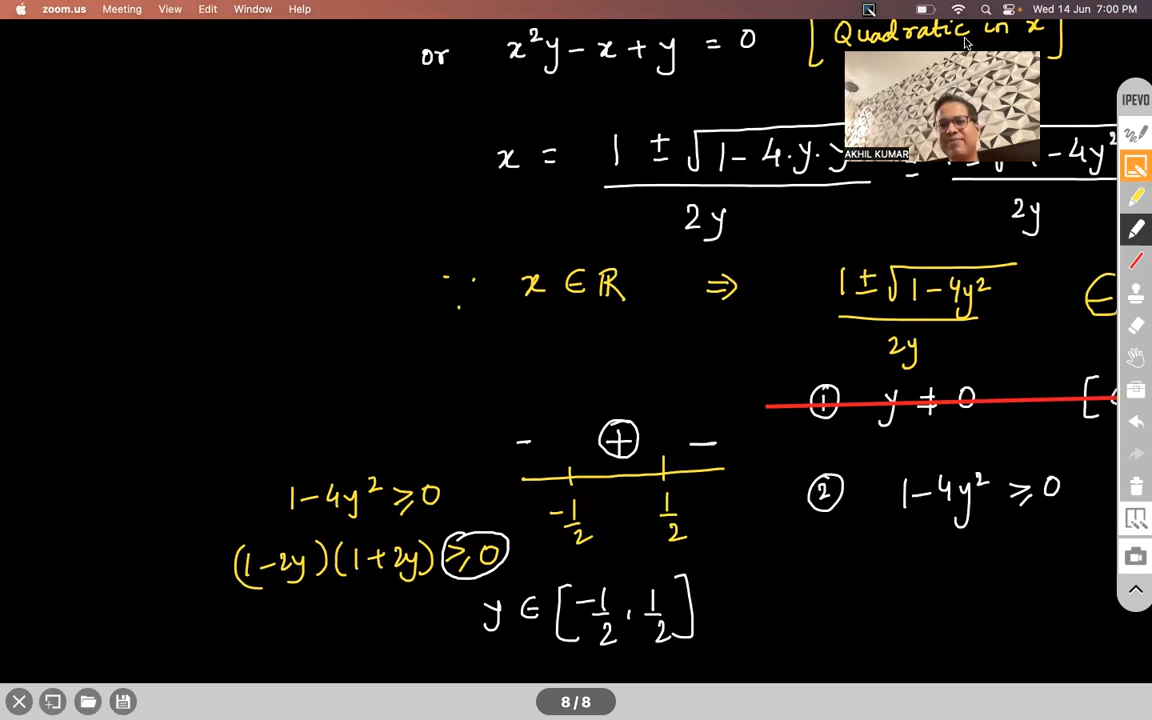 zoom.us Meeting View Edit Window Help Wed 14 Jun 7:00 PM
[Quadratic in x]
or x²y - x + y = 0
IPEVO
x = 1 ± √1 - 4.y.y / 2y = - 4y² / 2y
AKHIL KUMAR
∵ x ∈ ℝ ⇒ 1 ± √1 - 4y² / 2y ∈
① y ≠ 0 [
- ⊕ -
1 - 4y² ≥ 0
-1/2 1/2
② 1 - 4y² ≥ 0
(1 - 2y)(1 + 2y) ≥ 0
y ∈ [-1/2, 1/2]
8 / 8